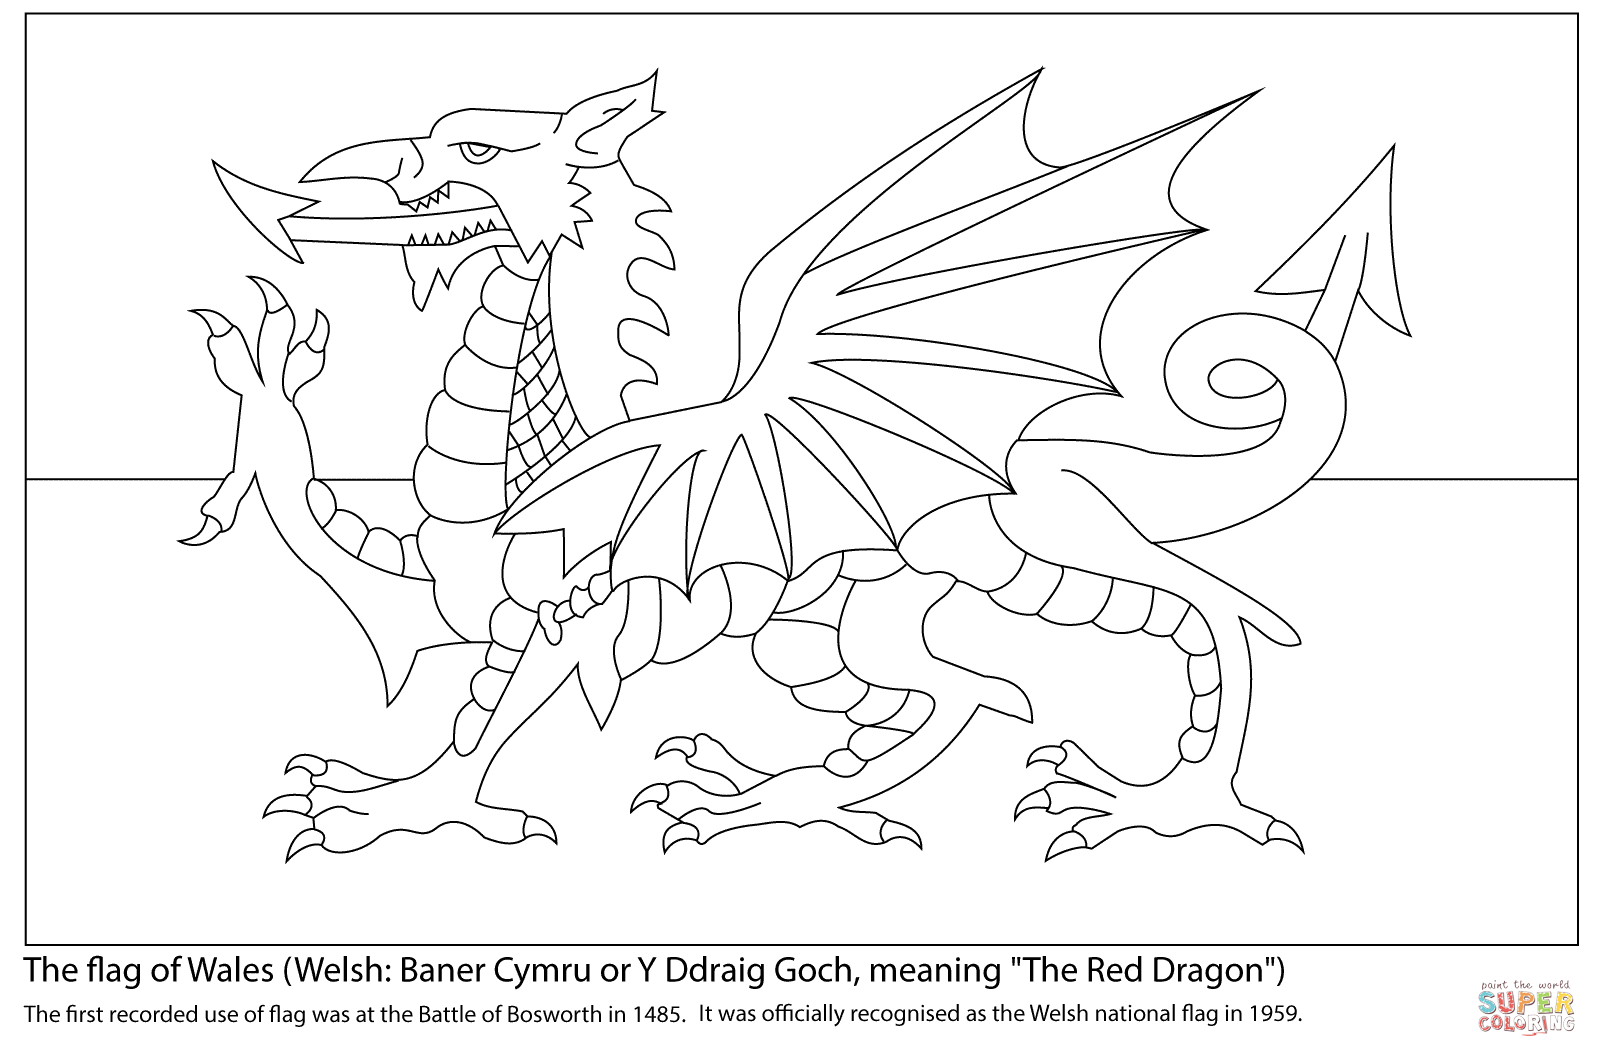 The flag of Wales (Welsh: Baner Cymru or Y Ddraig Goch, meaning "The Red Dragon")
The first recorded use of flag was at the Battle of Bosworth in 1485.  It was officially recognised as the Welsh national flag in 1959.
paint the world
SUPER
COLORING